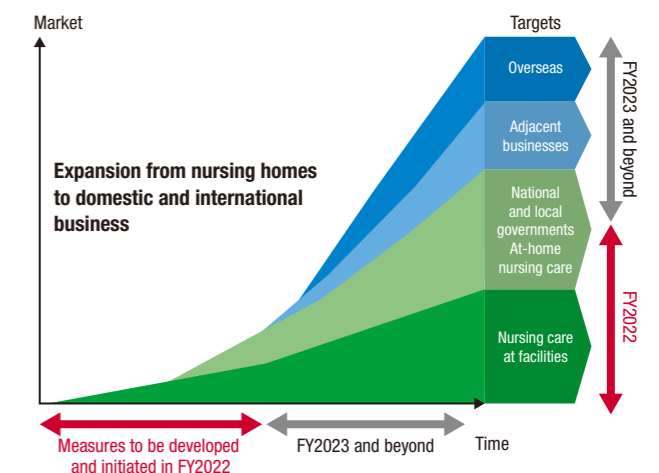 Market
Targets
Overseas
Adjacent
businesses
National
and local
governments
At-home
nursing care
Nursing care
at facilities
FY2023 and beyond
FY2022
Expansion from nursing homes
to domestic and international
business
Measures to be developed
and initiated in FY2022
FY2023 and beyond
Time